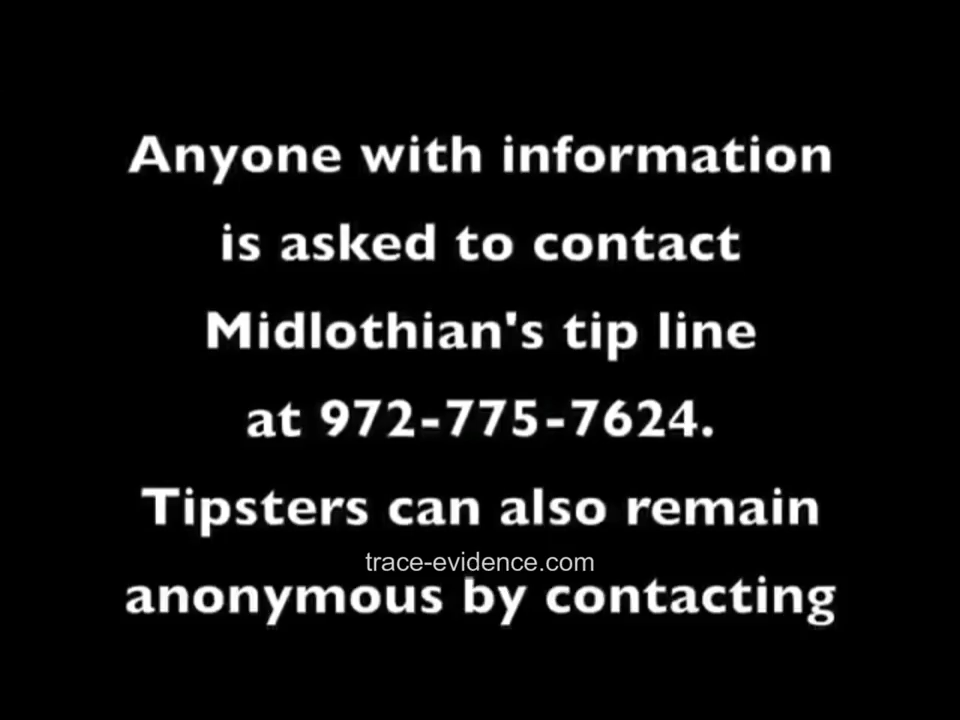 Anyone with information
is asked to contact
Midlothian's tip line
at 972-775-7624.
Tipsters can also remain
trace-evidence.com
anonymous by contacting